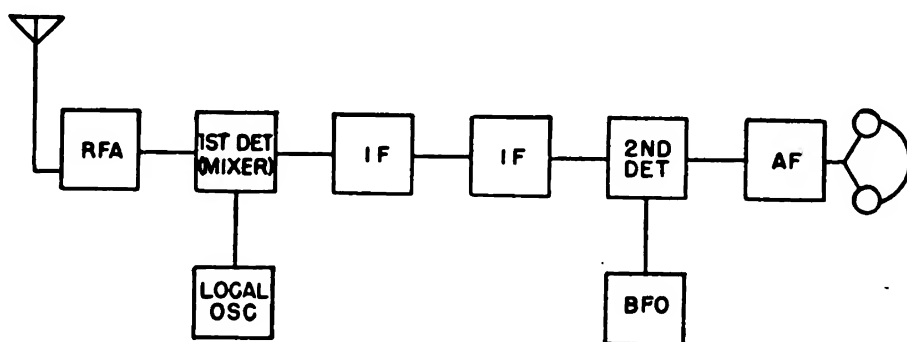 RFA
1ST DET
(MIXER)
IF
IF
2ND
DET
AF
LOCAL
OSC
BFO